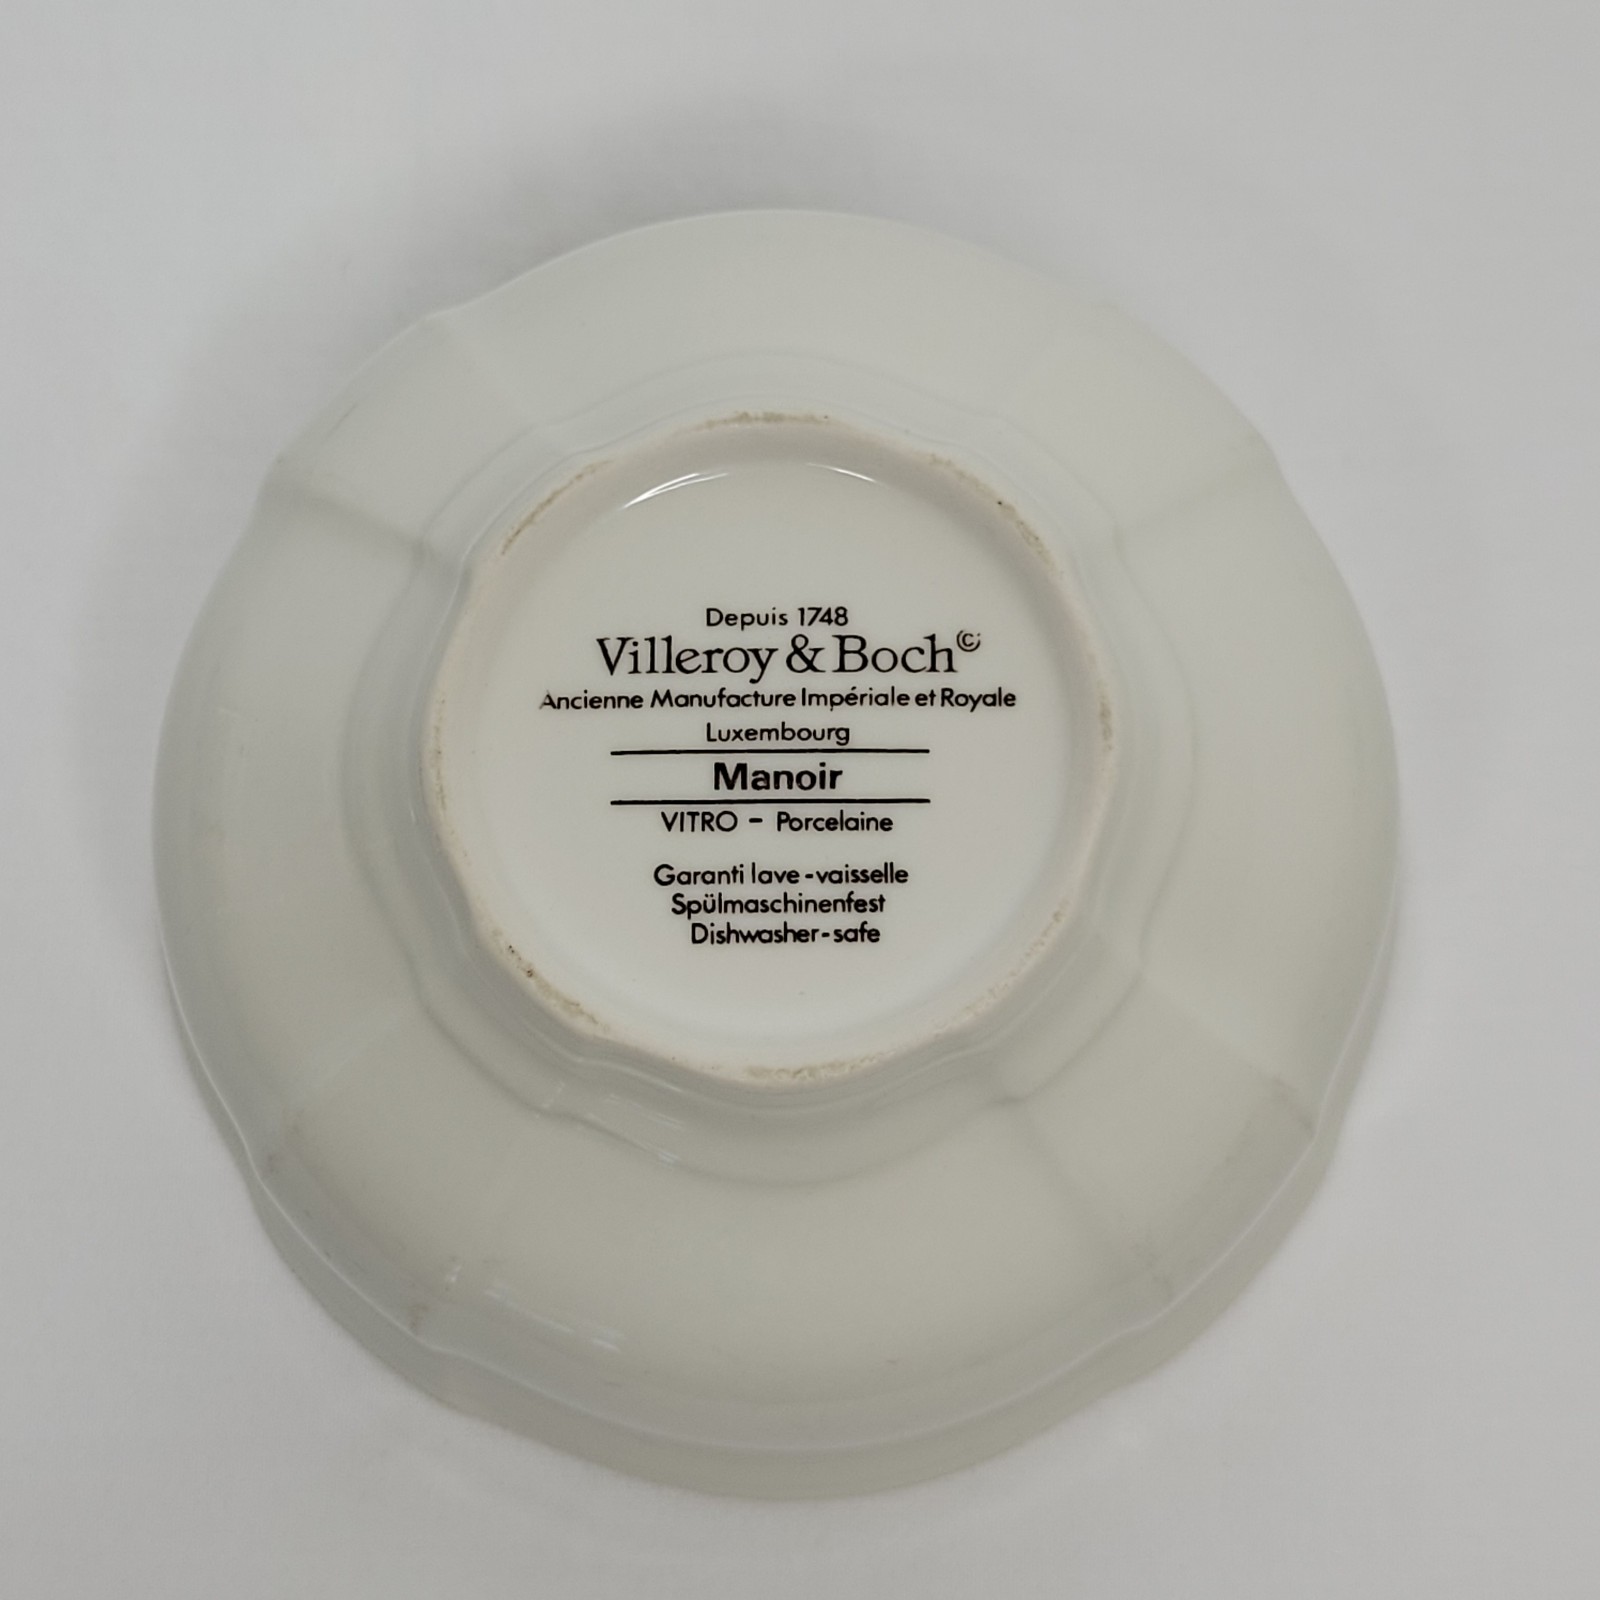 Depuis 1748
Villeroy & Boch©
Ancienne Manufacture Impériale et Royale
Luxembourg
Manoir
VITRO – Porcelaine
Garanti lave-vaisselle
Spülmaschinenfest
Dishwasher-safe